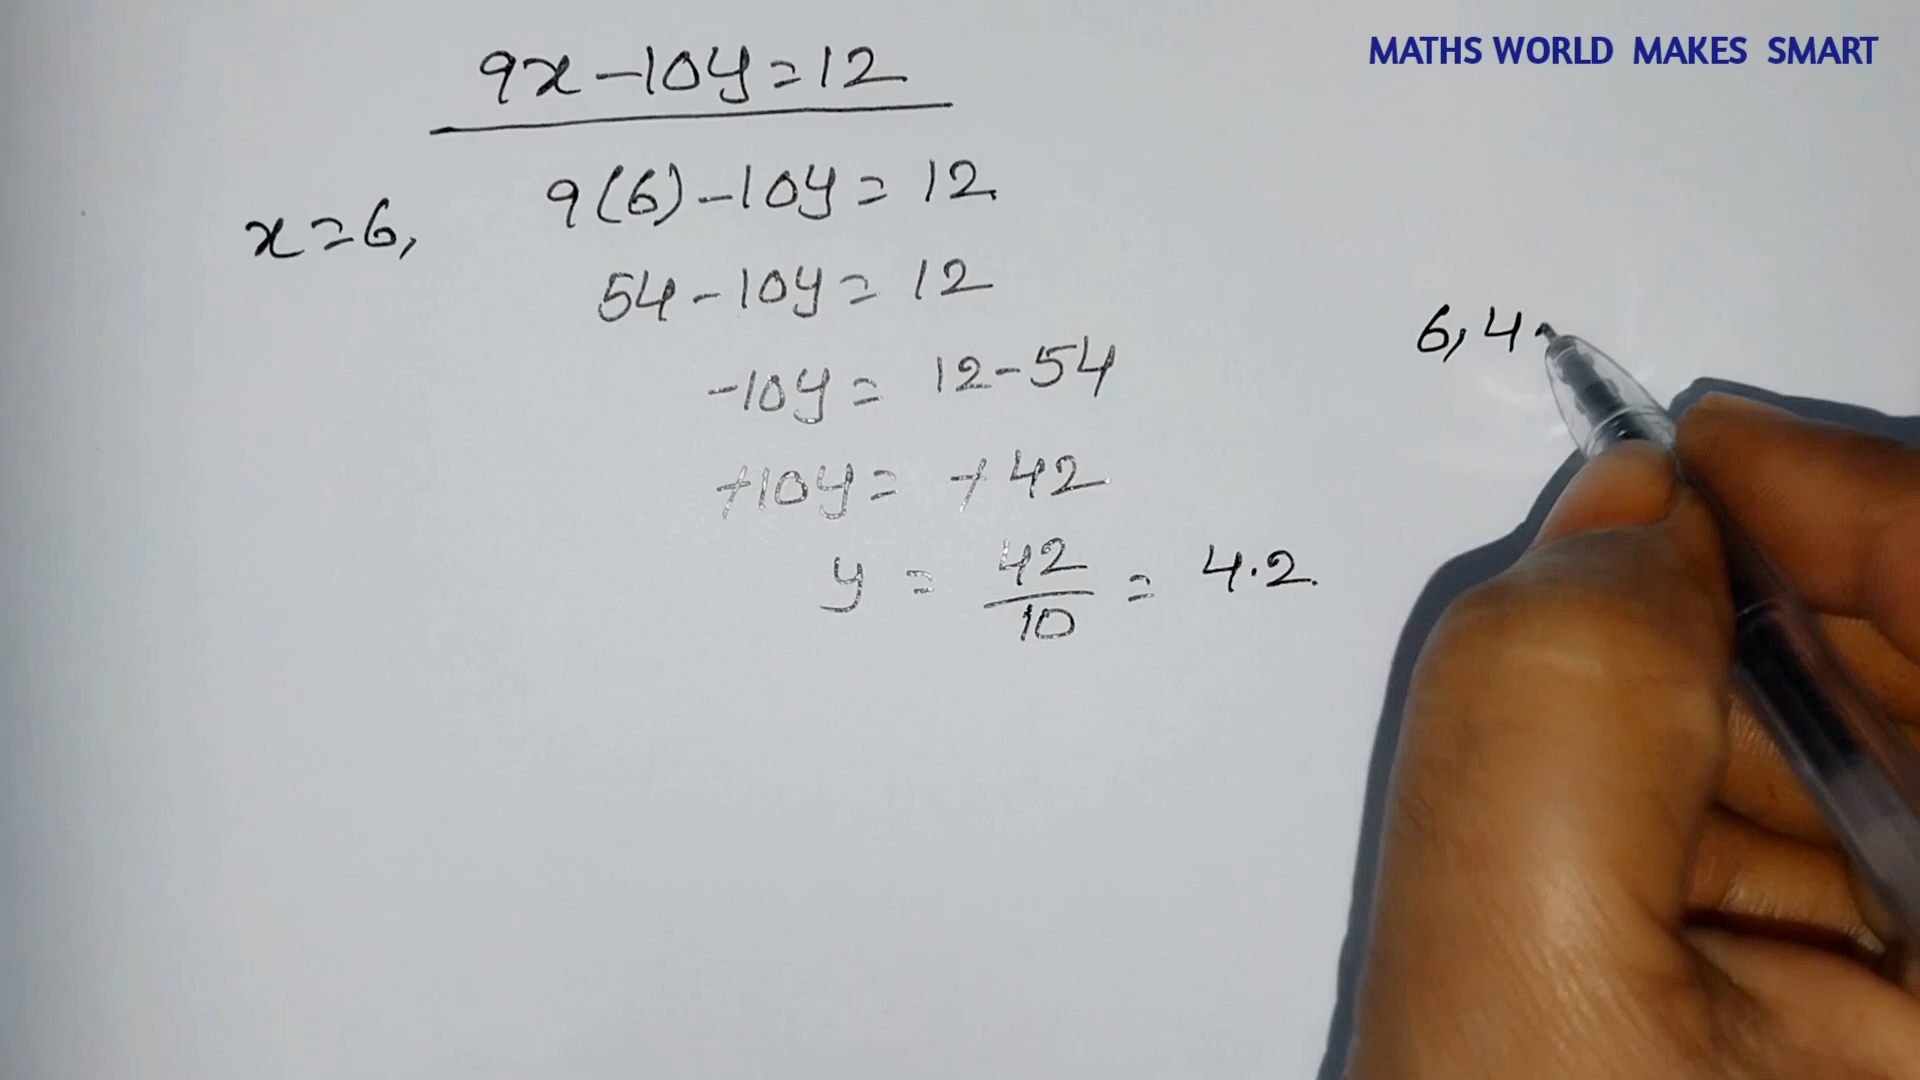 MATHS WORLD MAKES SMART
9x-10y=12
9(6)-10y=12
x=6,
54-10y=12
6,4.
-10y=12-54
+10y=+42
y=42/10=4.2.